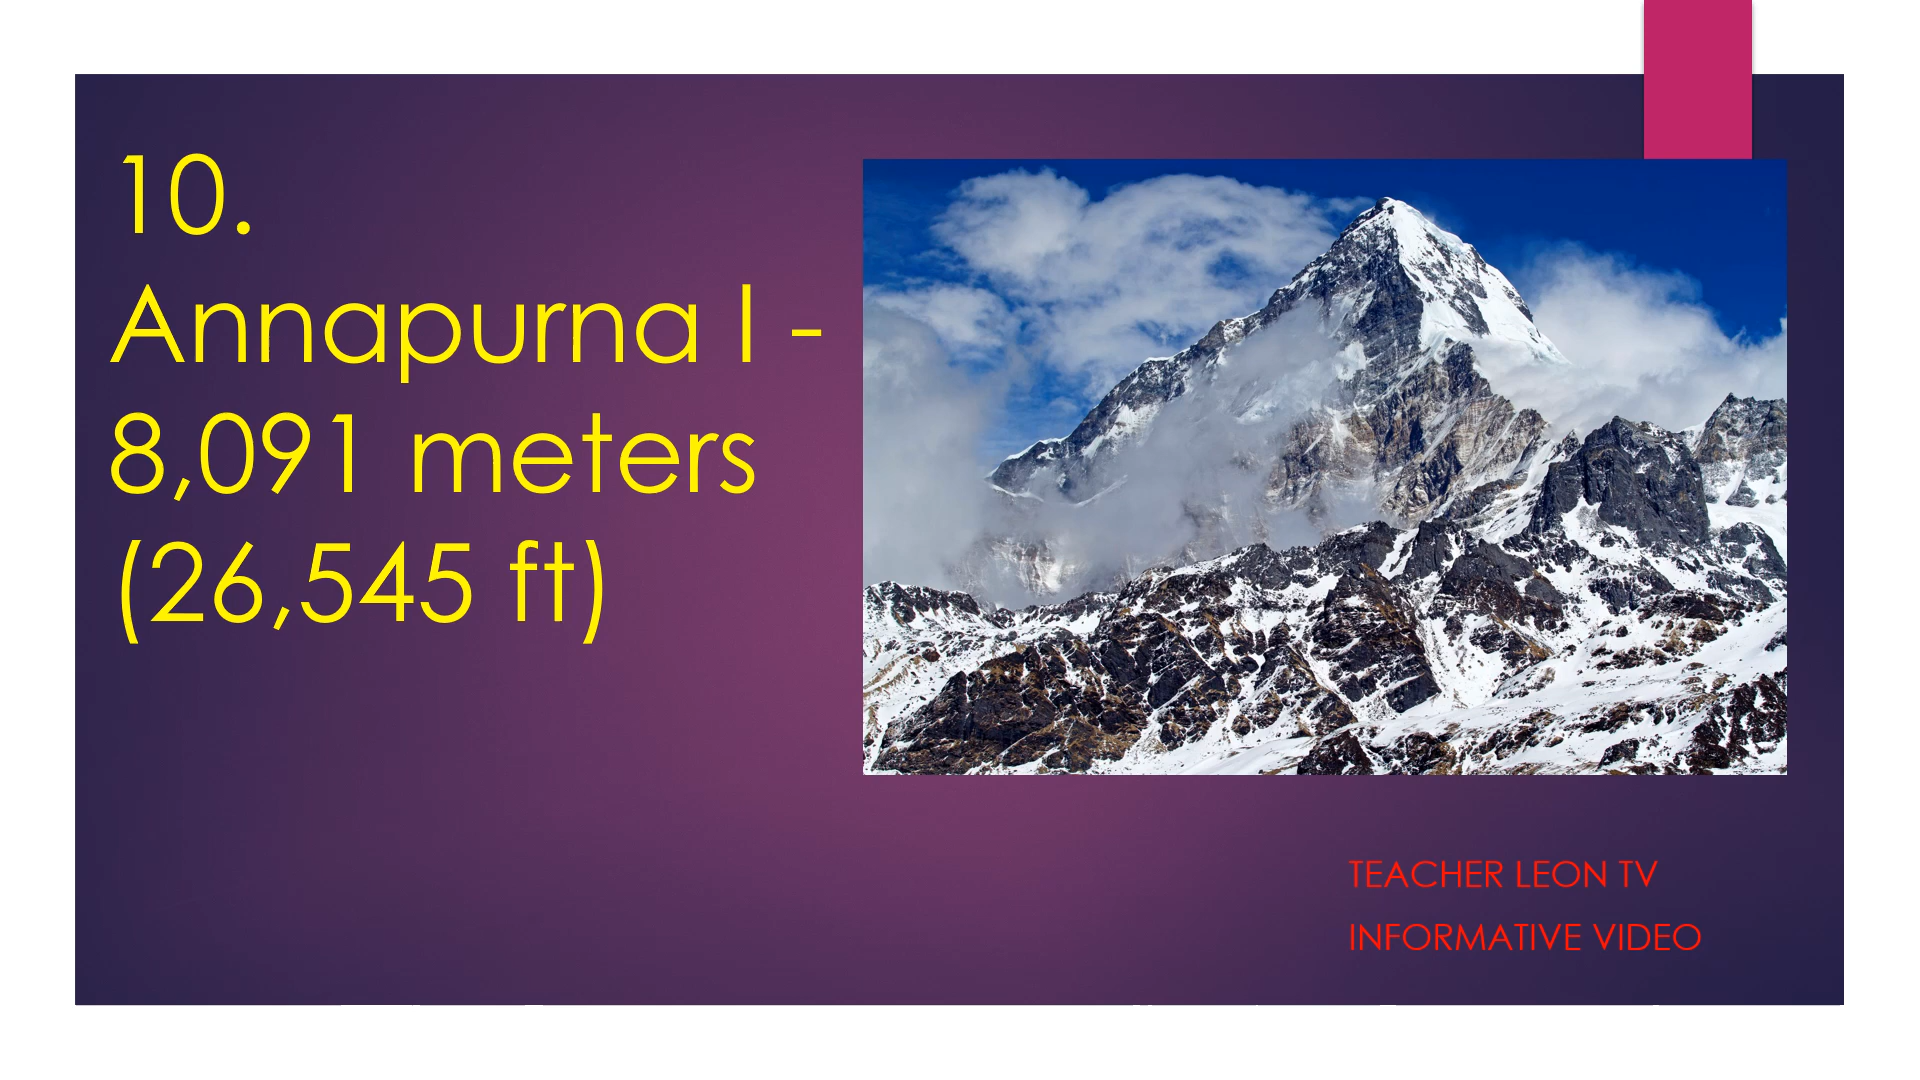 10.
Annapurna I -
8,091 meters
(26,545 ft)
TEACHER LEON TV
INFORMATIVE VIDEO